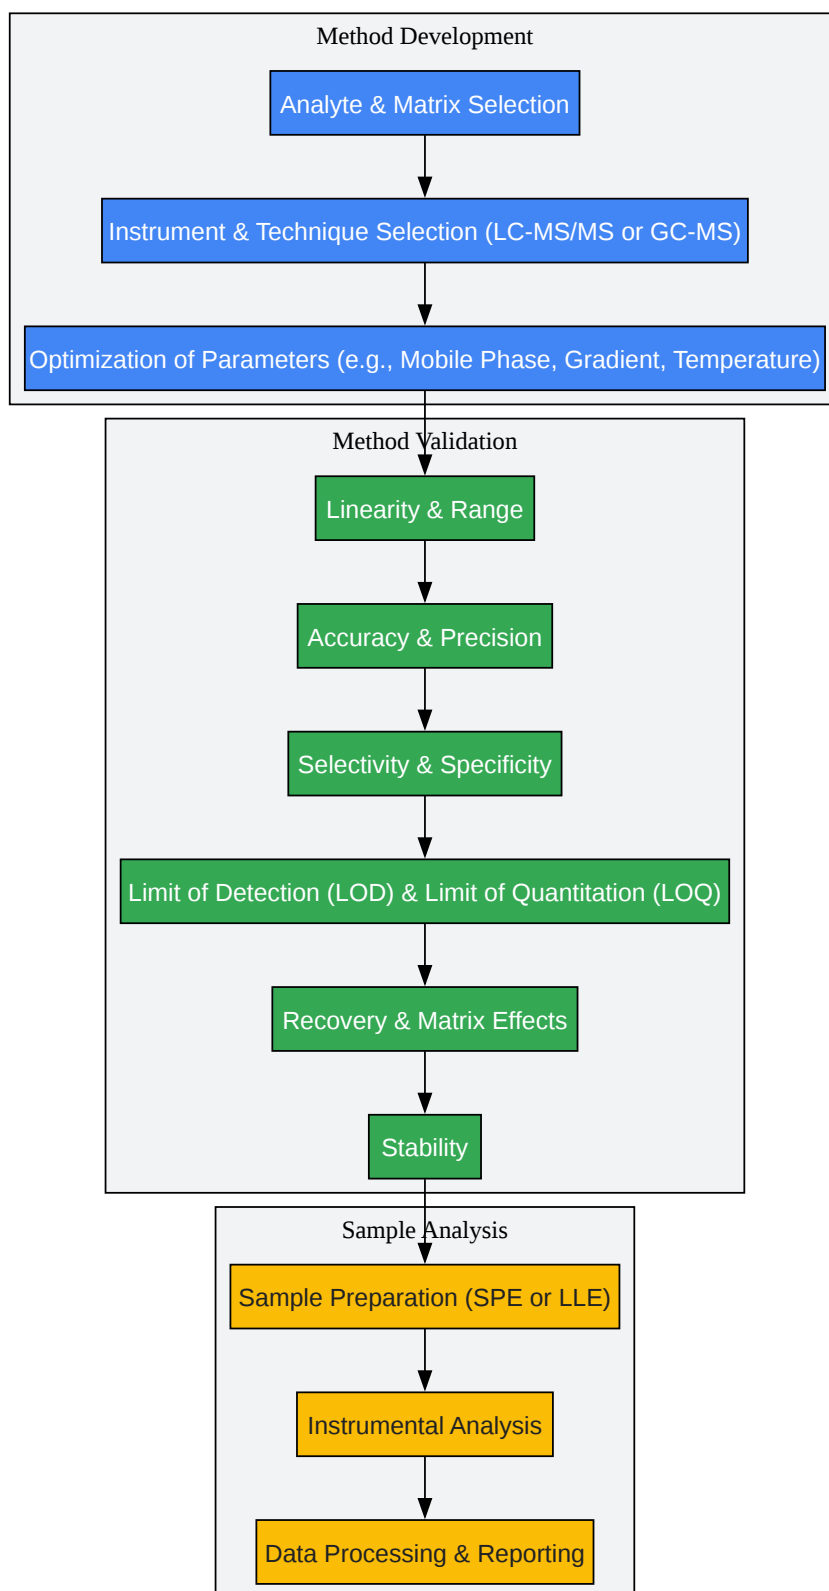 Method Development
Analyte & Matrix Selection
Instrument & Technique Selection (LC-MS/MS or GC-MS)
Optimization of Parameters (e.g., Mobile Phase, Gradient, Temperature)
Method Validation
Linearity & Range
Accuracy & Precision
Selectivity & Specificity
Limit of Detection (LOD) & Limit of Quantitation (LOQ)
Recovery & Matrix Effects
Stability
Sample Analysis
Sample Preparation (SPE or LLE)
Instrumental Analysis
Data Processing & Reporting